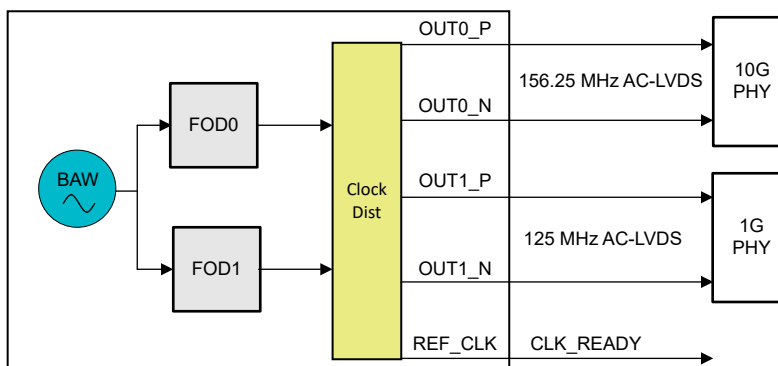 OUT0_P
156.25 MHz AC-LVDS
10G
PHY
FOD0
OUT0_N
BAW
OUT1_P
Clock
Dist
125 MHz AC-LVDS
1G
PHY
FOD1
OUT1_N
REF_CLK
CLK_READY